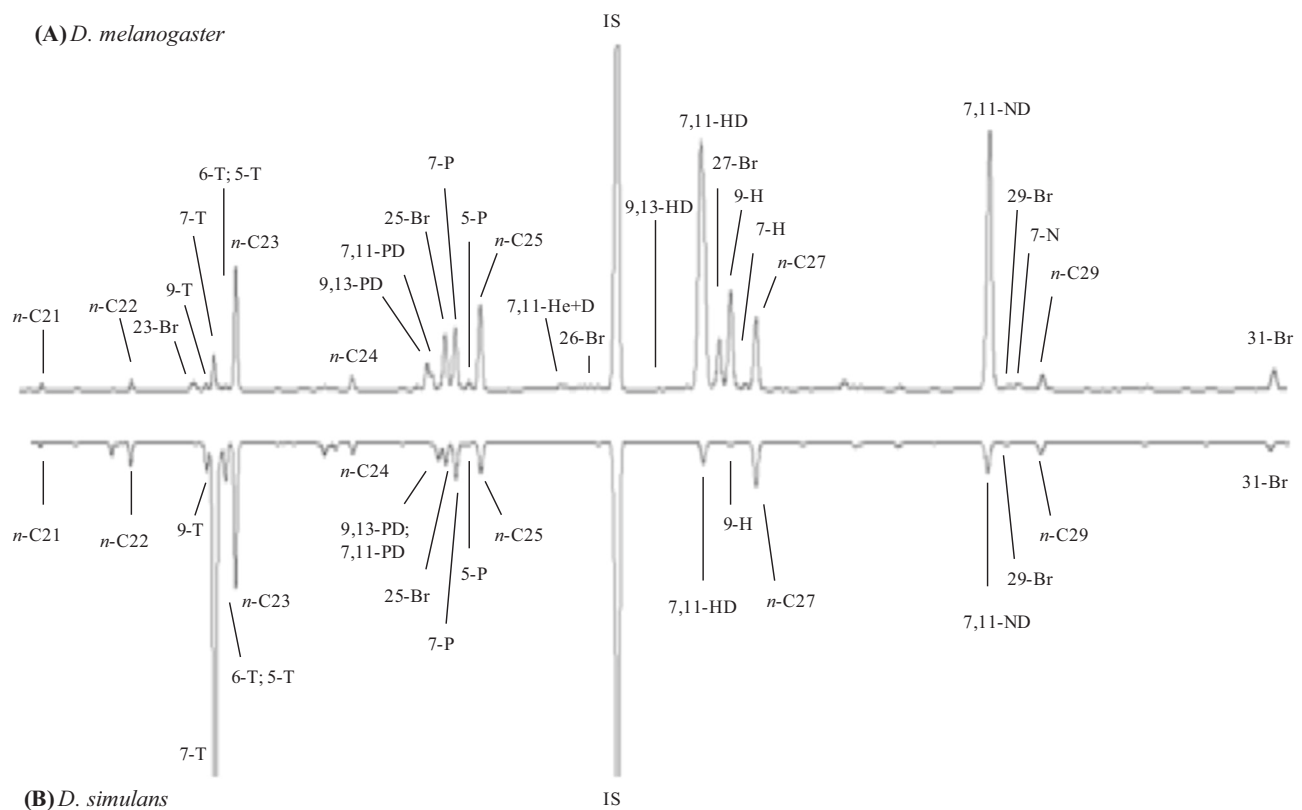 IS
(A) D. melanogaster
7,11-HD
7,11-ND
27-Br
7-P
6-T; 5-T
9-H
29-Br
9,13-HD
25-Br
5-P
7-H
7-N
7-T
n-C23
7,11-PD
n-C25
n-C27
n-C29
9-T
9,13-PD
n-C21
n-C22
23-Br
7,11-He+D
26-Br
31-Br
n-C24
n-C24
31-Br
n-C21
n-C22
9-T
9,13-PD;
7,11-PD
n-C25
9-H
n-C29
5-P
29-Br
n-C23
25-Br
7,11-HD
n-C27
7,11-ND
7-P
6-T; 5-T
7-T
(B) D. simulans
IS